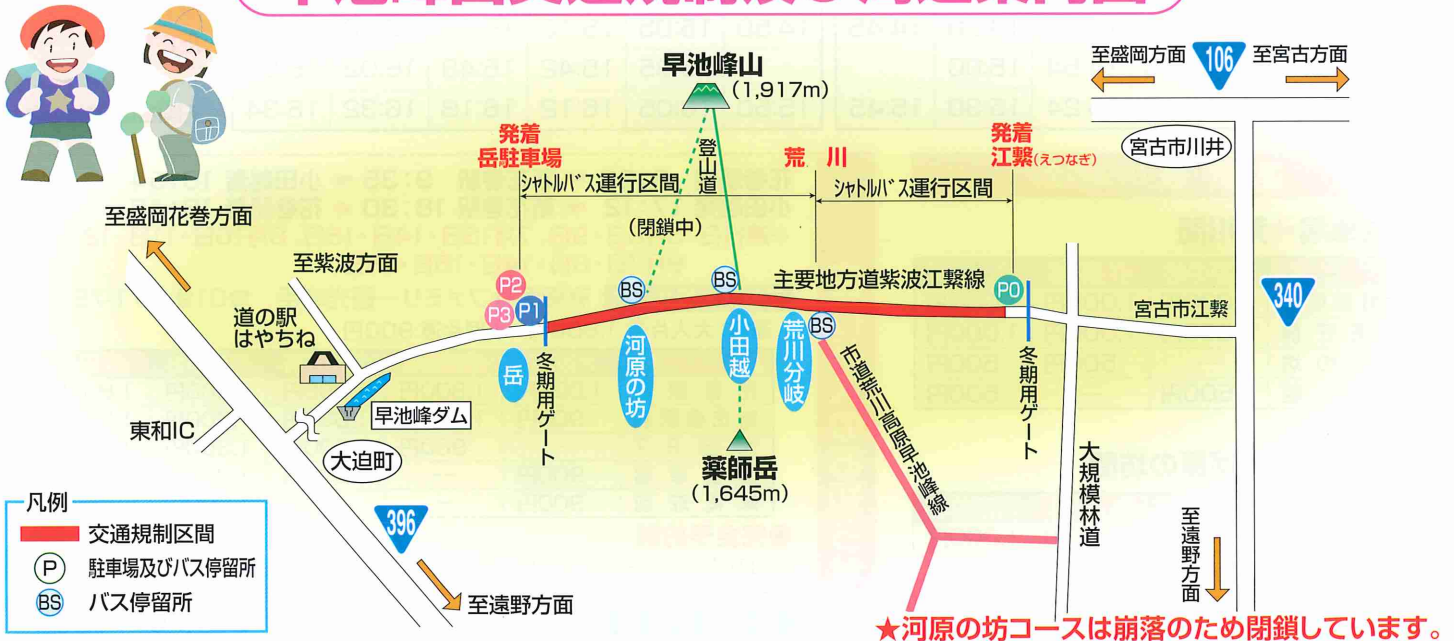 早池峰山
(1,917m)
至盛岡方面
106
至宮古方面
宮古市川井
発着
岳駐車場
登山道
荒川
発着
江繋(えつなぎ)
シャトルバス運行区間
シャトルバス運行区間
(閉鎖中)
至盛岡花巻方面
至紫波方面
道の駅
はやちね
P2
P3
P1
BS
BS
主要地方道紫波江繋線
P0
宮古市江繋
340
BS
岳
冬期用ゲート
河原の坊
小田越
荒川分岐
市道荒川高原早池峰線
冬期用ゲート
早池峰ダム
東和IC
大迫町
薬師岳
(1,645m)
大規模林道
至遠野方面
396
至遠野方面
凡例
交通規制区間
P 駐車場及びバス停留所
BS バス停留所
★河原の坊コースは崩落のため閉鎖しています。